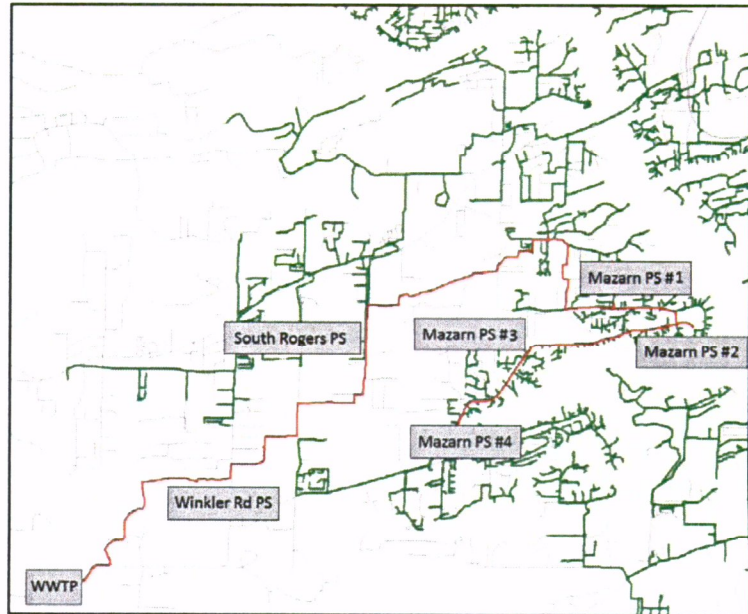 Mazarn PS #1
South Rogers PS
Mazarn PS #3
Mazarn PS #2
Mazarn PS #4
Winkler Rd PS
WWTP